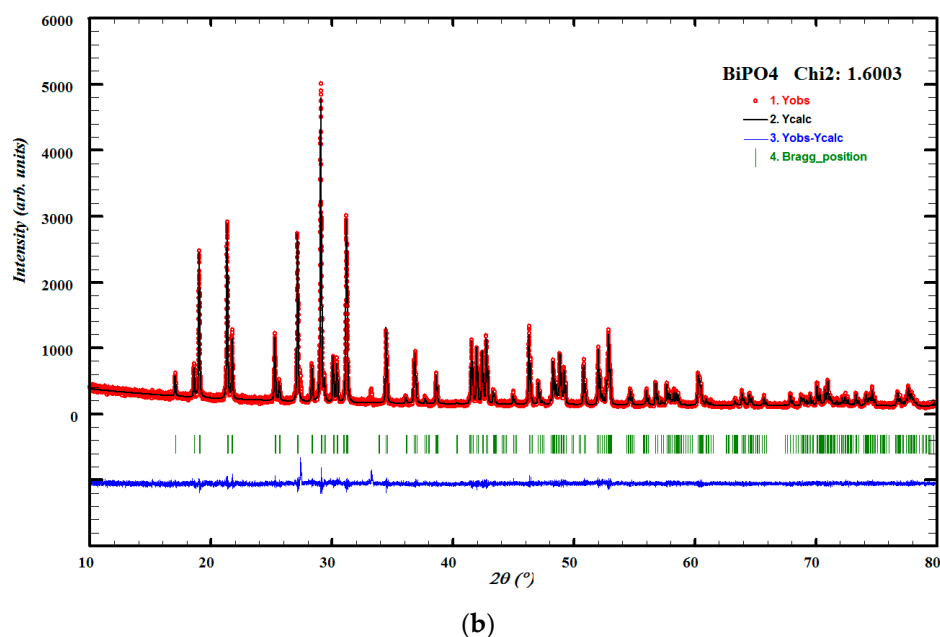 6000
5000
4000
3000
2000
1000
0
Intensity (arb. units)
BiPO4 Chi2: 1.6003
1. Yobs
2. Ycalc
3. Yobs-Ycalc
4. Bragg_position
10 20 30 40 50 60 70 80
2θ (°)
(b)